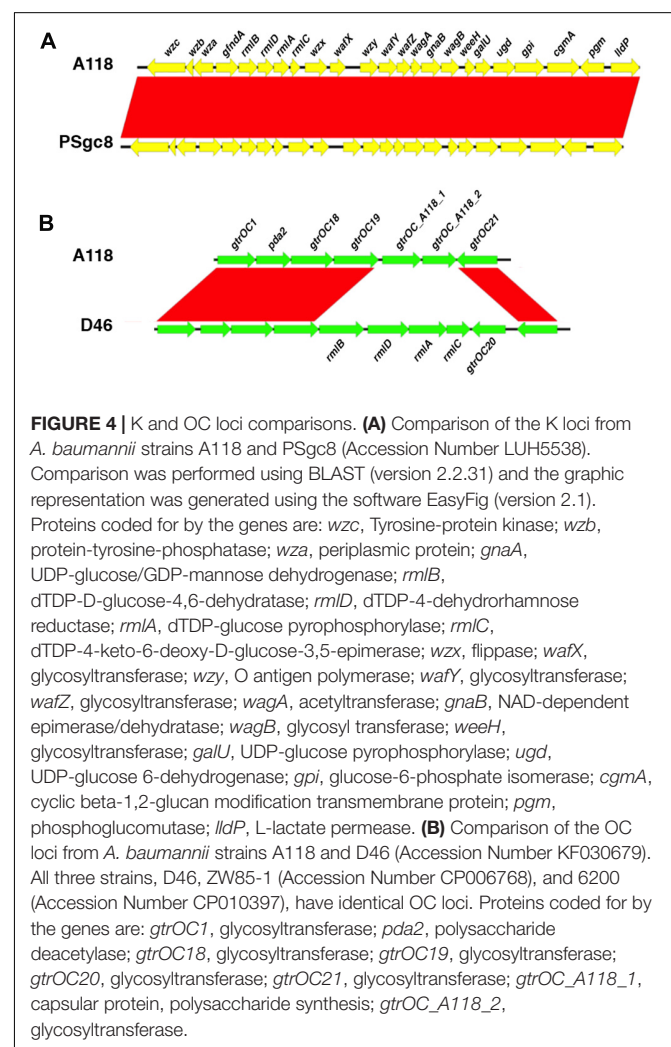 A
wzc wzb wza gfndA rmlB rmlD rmlA rmlC wzx wafX wzy wafY wafZ wagA gnaB wagB weeH galU ugd gpi cgmA pgm lldP
A118
PSgc8
B
gtrOC1 pda2 gtrOC18 gtrOC19 gtrOC_A118_1 gtrOC_A118_2 gtrOC21
A118
D46
rmlB rmlD rmlA rmlC gtrOC20
FIGURE 4 | K and OC loci comparisons. (A) Comparison of the K loci from
A. baumannii strains A118 and PSgc8 (Accession Number LUH5538).
Comparison was performed using BLAST (version 2.2.31) and the graphic
representation was generated using the software EasyFig (version 2.1).
Proteins coded for by the genes are: wzc, Tyrosine-protein kinase; wzb,
protein-tyrosine-phosphatase; wza, periplasmic protein; gnaA,
UDP-glucose/GDP-mannose dehydrogenase; rmlB,
dTDP-D-glucose-4,6-dehydratase; rmlD, dTDP-4-dehydrorhamnose
reductase; rmlA, dTDP-glucose pyrophosphorylase; rmlC,
dTDP-4-keto-6-deoxy-D-glucose-3,5-epimerase; wzx, flippase; wafX,
glycosyltransferase; wzy, O antigen polymerase; wafY, glycosyltransferase;
wafZ, glycosyltransferase; wagA, acetyltransferase; gnaB, NAD-dependent
epimerase/dehydratase; wagB, glycosyl transferase; weeH,
glycosyltransferase; galU, UDP-glucose pyrophosphorylase; ugd,
UDP-glucose 6-dehydrogenase; gpi, glucose-6-phosphate isomerase; cgmA,
cyclic beta-1,2-glucan modification transmembrane protein; pgm,
phosphoglucomutase; lldP, L-lactate permease. (B) Comparison of the OC
loci from A. baumannii strains A118 and D46 (Accession Number KF030679).
All three strains, D46, ZW85-1 (Accession Number CP006768), and 6200
(Accession Number CP010397), have identical OC loci. Proteins coded for by
the genes are: gtrOC1, glycosyltransferase; pda2, polysaccharide
deacetylase; gtrOC18, glycosyltransferase; gtrOC19, glycosyltransferase;
gtrOC20, glycosyltransferase; gtrOC21, glycosyltransferase; gtrOC_A118_1,
capsular protein, polysaccharide synthesis; gtrOC_A118_2,
glycosyltransferase.